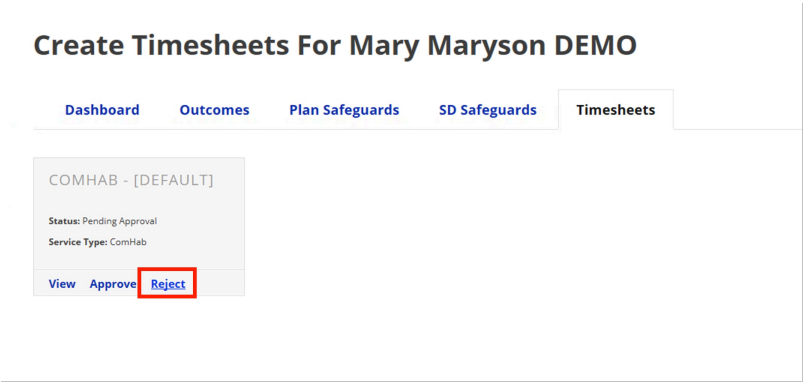 Create Timesheets For Mary Maryson DEMO
Dashboard Outcomes Plan Safeguards SD Safeguards Timesheets
COMHAB - [DEFAULT]
Status: Pending Approval
Service Type: ComHab
View Approve Reject